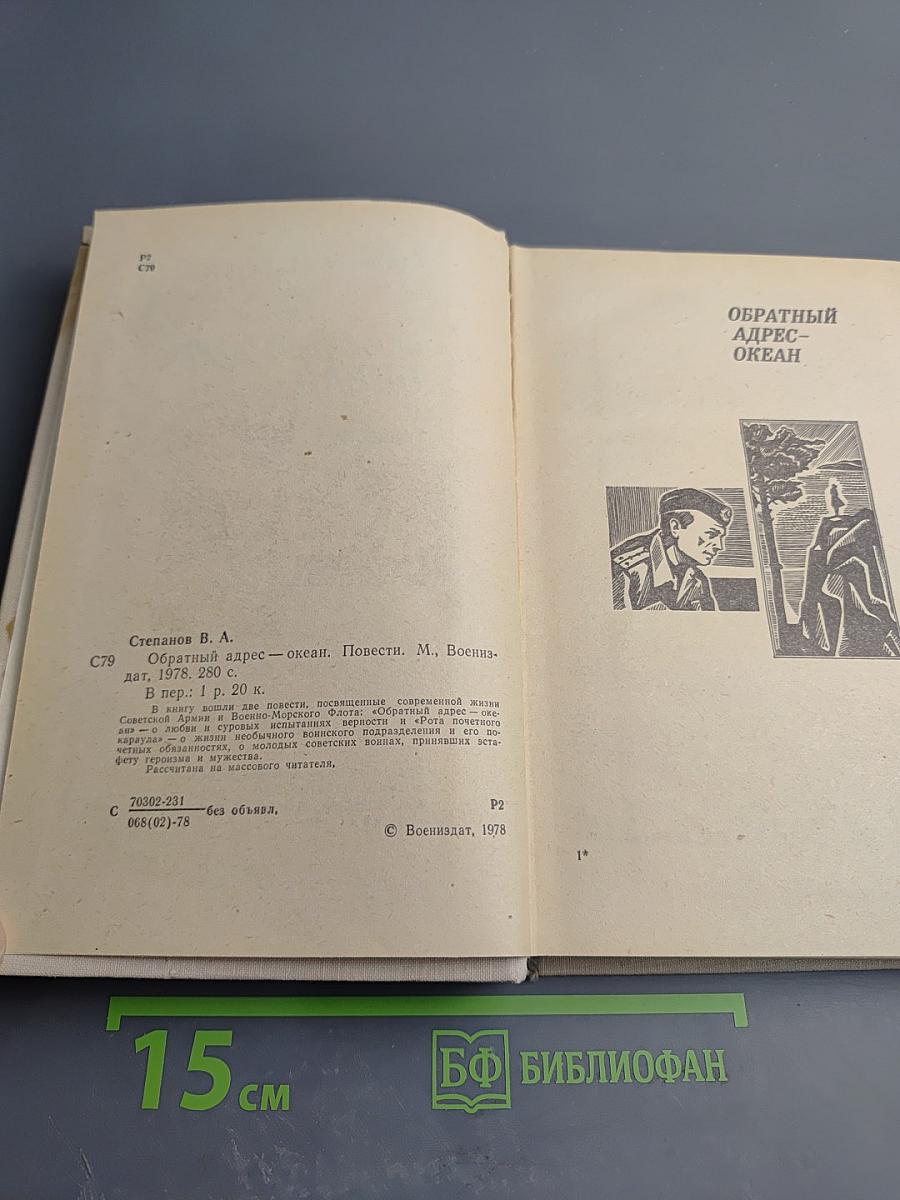 Р2
С79
Степанов В. А.
С79 Обратный адрес — океан. Повести. М., Воениз-
дат, 1978. 280 с.
В пер.: 1 р. 20 к.
В книгу вошли две повести, посвященные современной жизни
Советской Армии и Военно-Морского Флота: «Обратный адрес — оке-
ан» — о любви и суровых испытаниях верности и «Рота почетного
караула» — о жизни необычного воинского подразделения и его по-
четных обязанностях, о молодых советских воинах, принявших эста-
фету героизма и мужества.
Рассчитана на массового читателя.
С 70302-231
068(02)-78
без объявл.
Р2
© Воениздат, 1978
ОБРАТНЫЙ
АДРЕС–
ОКЕАН
1*
15 см
БФ БИБЛИОФАН